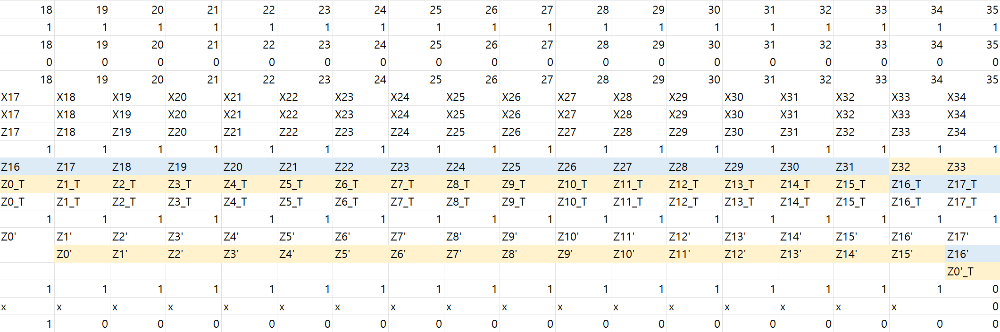 18 19 20 21 22 23 24 25 26 27 28 29 30 31 32 33 34 35
1 1 1 1 1 1 1 1 1 1 1 1 1 1 1 1 1 1
18 19 20 21 22 23 24 25 26 27 28 29 30 31 32 33 34 35
0 0 0 0 0 0 0 0 0 0 0 0 0 0 0 0 0 0
18 19 20 21 22 23 24 25 26 27 28 29 30 31 32 33 34 35
X17 X18 X19 X20 X21 X22 X23 X24 X25 X26 X27 X28 X29 X30 X31 X32 X33 X34
X17 X18 X19 X20 X21 X22 X23 X24 X25 X26 X27 X28 X29 X30 X31 X32 X33 X34
Z17 Z18 Z19 Z20 Z21 Z22 Z23 Z24 Z25 Z26 Z27 Z28 Z29 Z30 Z31 Z32 Z33 Z34
1 1 1 1 1 1 1 1 1 1 1 1 1 1 1 1 1 1
Z16 Z17 Z18 Z19 Z20 Z21 Z22 Z23 Z24 Z25 Z26 Z27 Z28 Z29 Z30 Z31 Z32 Z33
Z0_T Z1_T Z2_T Z3_T Z4_T Z5_T Z6_T Z7_T Z8_T Z9_T Z10_T Z11_T Z12_T Z13_T Z14_T Z15_T Z16_T Z17_T
Z0_T Z1_T Z2_T Z3_T Z4_T Z5_T Z6_T Z7_T Z8_T Z9_T Z10_T Z11_T Z12_T Z13_T Z14_T Z15_T Z16_T Z17_T
1 1 1 1 1 1 1 1 1 1 1 1 1 1 1 1 1 1
Z0' Z1' Z2' Z3' Z4' Z5' Z6' Z7' Z8' Z9' Z10' Z11' Z12' Z13' Z14' Z15' Z16' Z17'
Z0' Z1' Z2' Z3' Z4' Z5' Z6' Z7' Z8' Z9' Z10' Z11' Z12' Z13' Z14' Z15' Z16'
Z0'_T
1 1 1 1 1 1 1 1 1 1 1 1 1 1 1 1 1 0
x x x x x x x x x x x x x x x x x 0
1 0 0 0 0 0 0 0 0 0 0 0 0 0 0 0 0 0